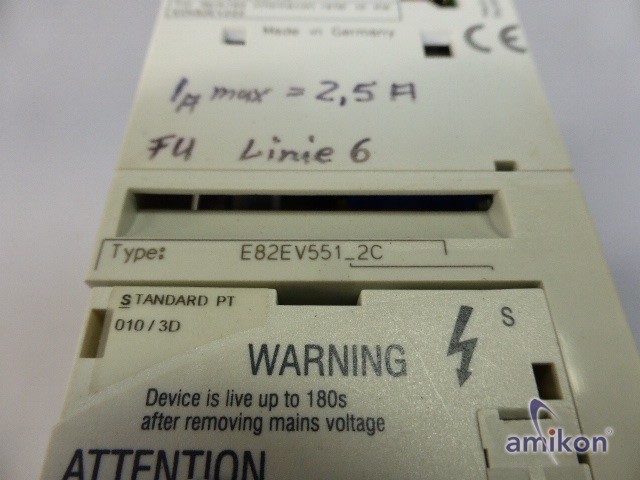 Made in Germany
CE
IA max = 2,5 A
FU Linie 6
Type: E82EV551_2C
STANDARD PT
010 / 3D
S
WARNING
Device is live up to 180s
after removing mains voltage
ATTENTION
amikon